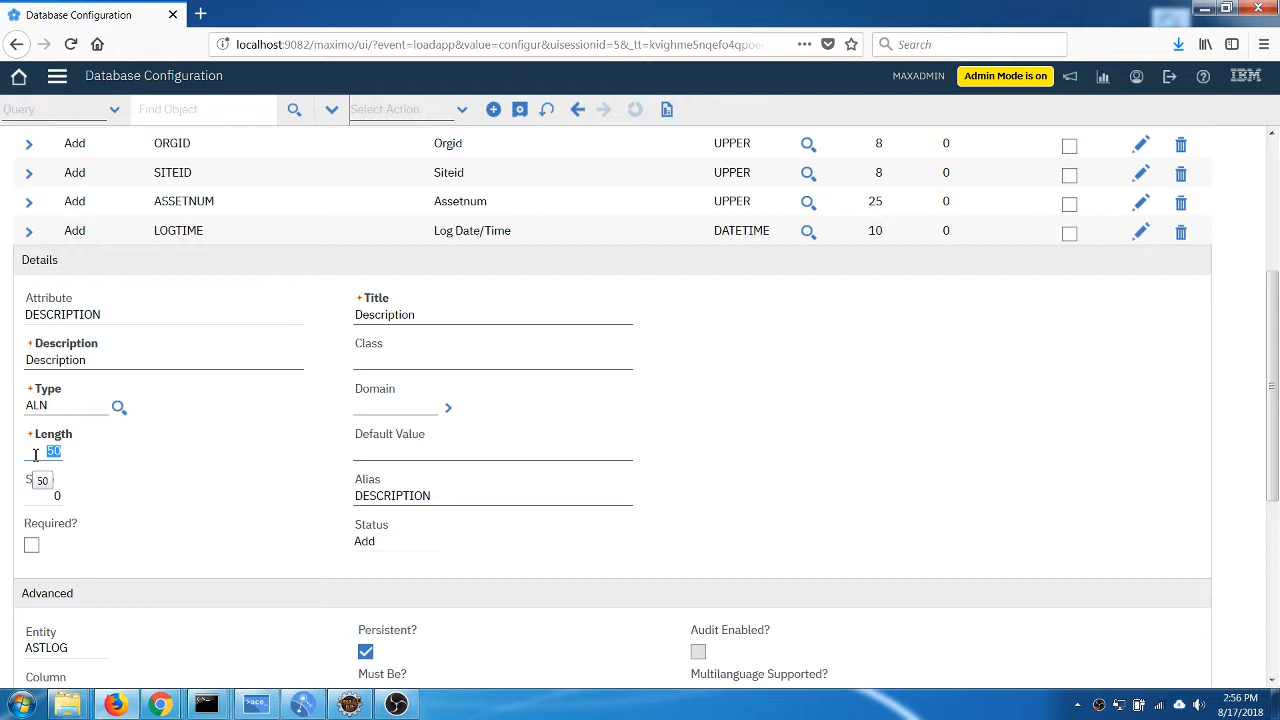 Database Configuration
localhost:9082/maximo/ui/?event=loadapp&value=configur&uisessionid=5&_tt=
Search
Database Configuration
MAXADMIN
Admin Mode is on
IBM
Query
Find Object
Select Action
Add ORGID Orgid UPPER 8 0
Add SITEID Siteid UPPER 8 0
Add ASSETNUM Assetnum UPPER 25 0
Add LOGTIME Log Date/Time DATETIME 10 0
Details
Attribute
DESCRIPTION
Title
Description
Description
Description
Class
Type
ALN
Domain
Length
50
Default Value
50
0
Alias
DESCRIPTION
Required?
Status
Add
Advanced
Entity
ASTLOG
Persistent?
Audit Enabled?
Column
Must Be?
Multilanguage Supported?
2:56 PM
8/17/2018